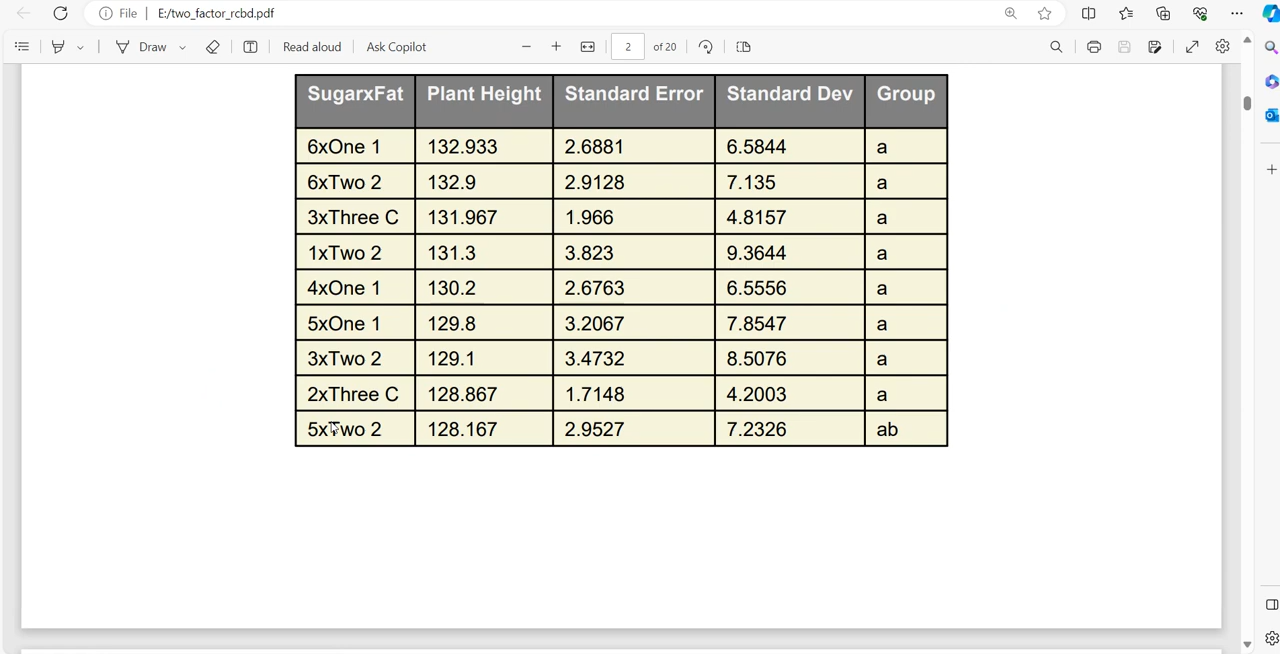 File E:/two_factor_rcbd.pdf
Draw Read aloud Ask Copilot 2 of 20
SugarxFat Plant Height Standard Error Standard Dev Group
6xOne 1 132.933 2.6881 6.5844 a
6xTwo 2 132.9 2.9128 7.135 a
3xThree C 131.967 1.966 4.8157 a
1xTwo 2 131.3 3.823 9.3644 a
4xOne 1 130.2 2.6763 6.5556 a
5xOne 1 129.8 3.2067 7.8547 a
3xTwo 2 129.1 3.4732 8.5076 a
2xThree C 128.867 1.7148 4.2003 a
5xTwo 2 128.167 2.9527 7.2326 ab